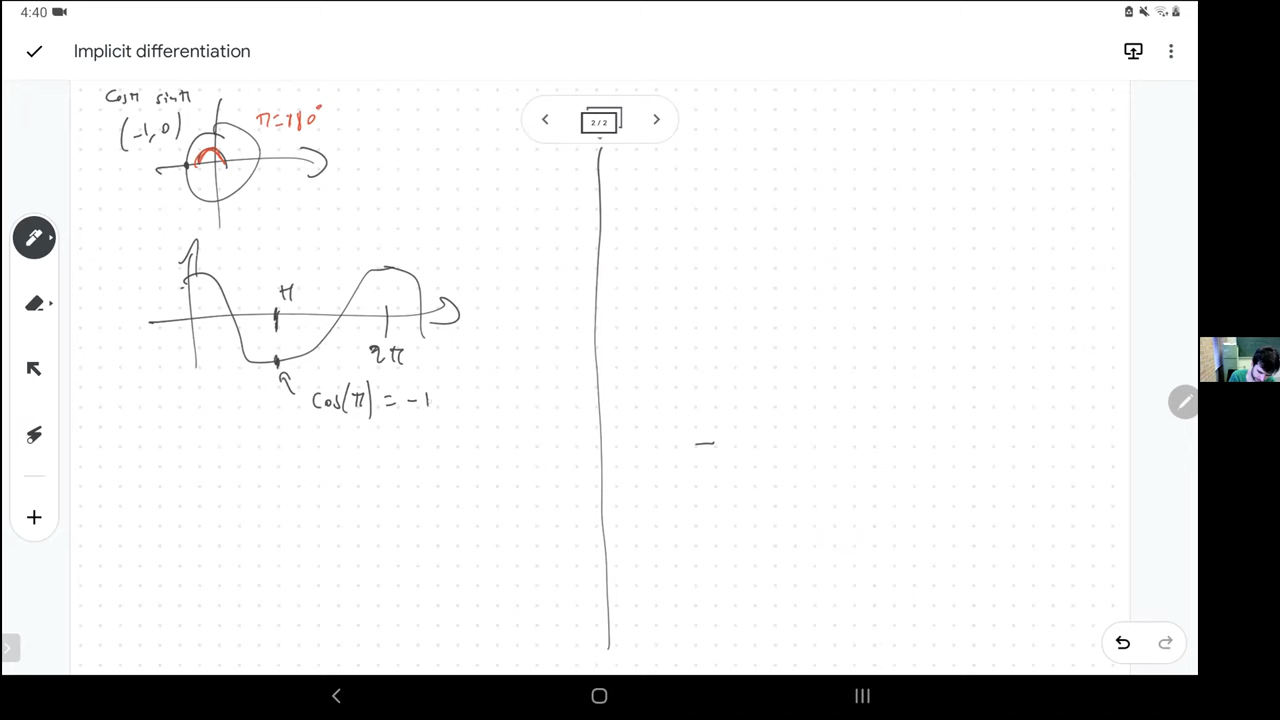 4:40
Implicit differentiation
2/2
cosπ sinπ
(-1,0)
π=180°
π
2π
cos(π) = -1